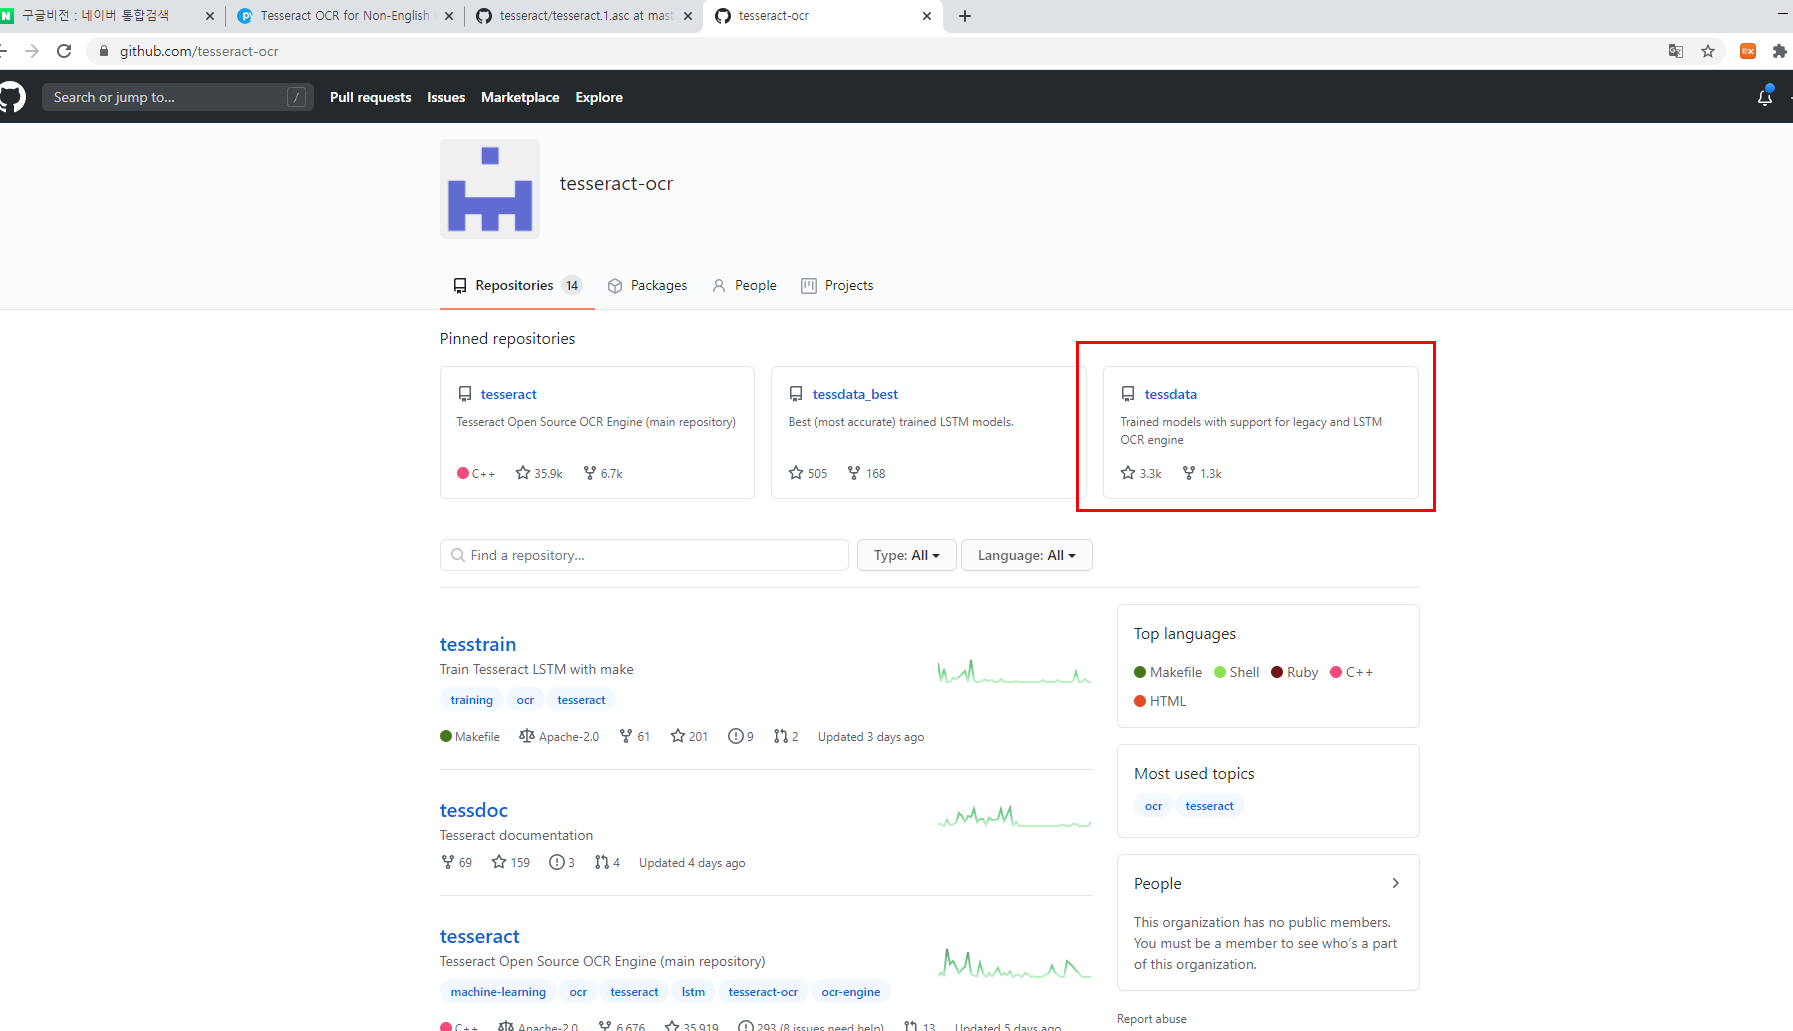 구글비전 : 네이버 통합검색
Tesseract OCR for Non-English
tesseract/tesseract.1.asc at mast
tesseract-ocr
github.com/tesseract-ocr
Search or jump to...
/
Pull requests
Issues
Marketplace
Explore
tesseract-ocr
Repositories 14
Packages
People
Projects
Pinned repositories
tesseract
Tesseract Open Source OCR Engine (main repository)
C++ 35.9k 6.7k
tessdata_best
Best (most accurate) trained LSTM models.
505 168
tessdata
Trained models with support for legacy and LSTM
OCR engine
3.3k 1.3k
Find a repository...
Type: All
Language: All
tesstrain
Train Tesseract LSTM with make
training ocr tesseract
Makefile Apache-2.0 61 201 9 2 Updated 3 days ago
tessdoc
Tesseract documentation
69 159 3 4 Updated 4 days ago
tesseract
Tesseract Open Source OCR Engine (main repository)
machine-learning ocr tesseract lstm tesseract-ocr ocr-engine
C++ Apache-2.0 6,676 35,919 293 (8 issues need help) 13 Updated 5 days ago
Top languages
Makefile Shell Ruby C++
HTML
Most used topics
ocr tesseract
People
This organization has no public members.
You must be a member to see who's a part
of this organization.
Report abuse